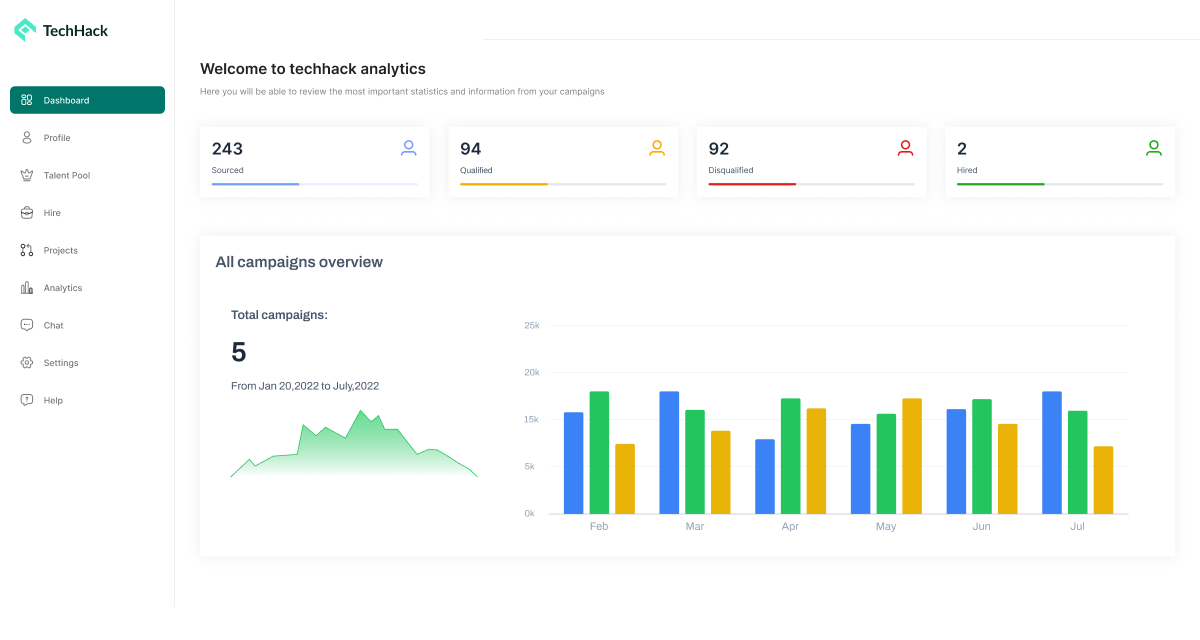 TechHack
Dashboard
Profile
Talent Pool
Hire
Projects
Analytics
Chat
Settings
Help
Welcome to techhack analytics
Here you will be able to review the most important statistics and information from your campaigns
243
Sourced
94
Qualified
92
Disqualified
2
Hired
All campaigns overview
Total campaigns:
5
From Jan 20,2022 to July,2022
25k
20k
15k
5k
0k
Feb Mar Apr May Jun Jul